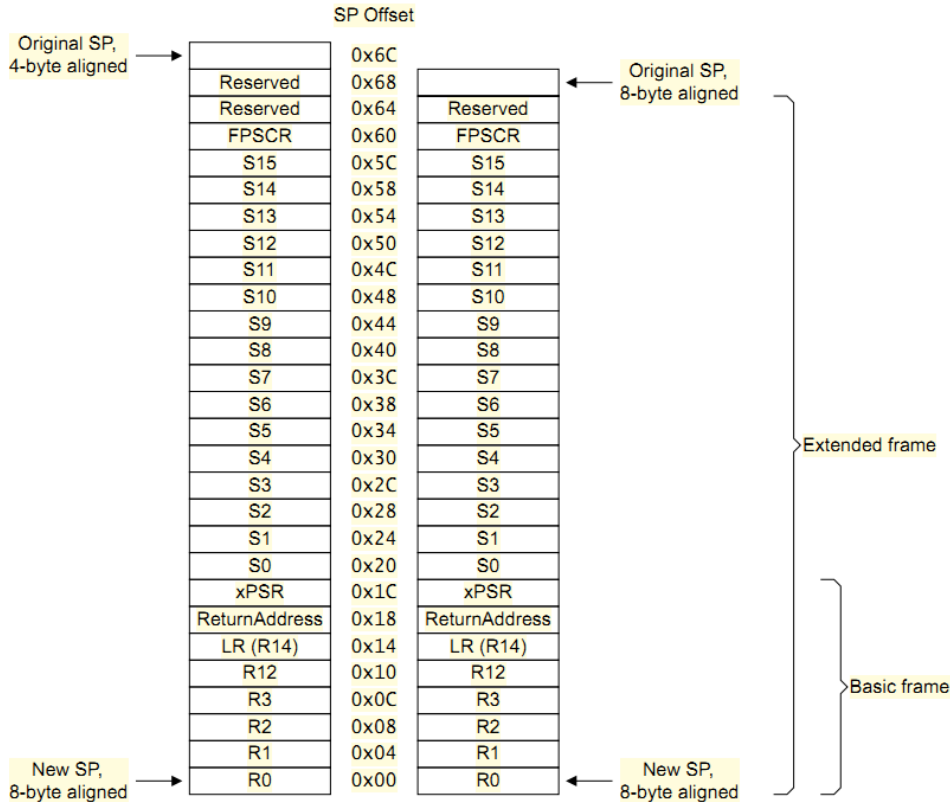 SP Offset
Original SP,
4-byte aligned
0x6C
Reserved 0x68
Original SP,
8-byte aligned
Reserved 0x64 Reserved
FPSCR 0x60 FPSCR
S15 0x5C S15
S14 0x58 S14
S13 0x54 S13
S12 0x50 S12
S11 0x4C S11
S10 0x48 S10
S9 0x44 S9
S8 0x40 S8
S7 0x3C S7
S6 0x38 S6
S5 0x34 S5
S4 0x30 S4
Extended frame
S3 0x2C S3
S2 0x28 S2
S1 0x24 S1
S0 0x20 S0
xPSR 0x1C xPSR
ReturnAddress 0x18 ReturnAddress
LR (R14) 0x14 LR (R14)
R12 0x10 R12
Basic frame
R3 0x0C R3
R2 0x08 R2
R1 0x04 R1
New SP,
8-byte aligned
R0 0x00 R0
New SP,
8-byte aligned